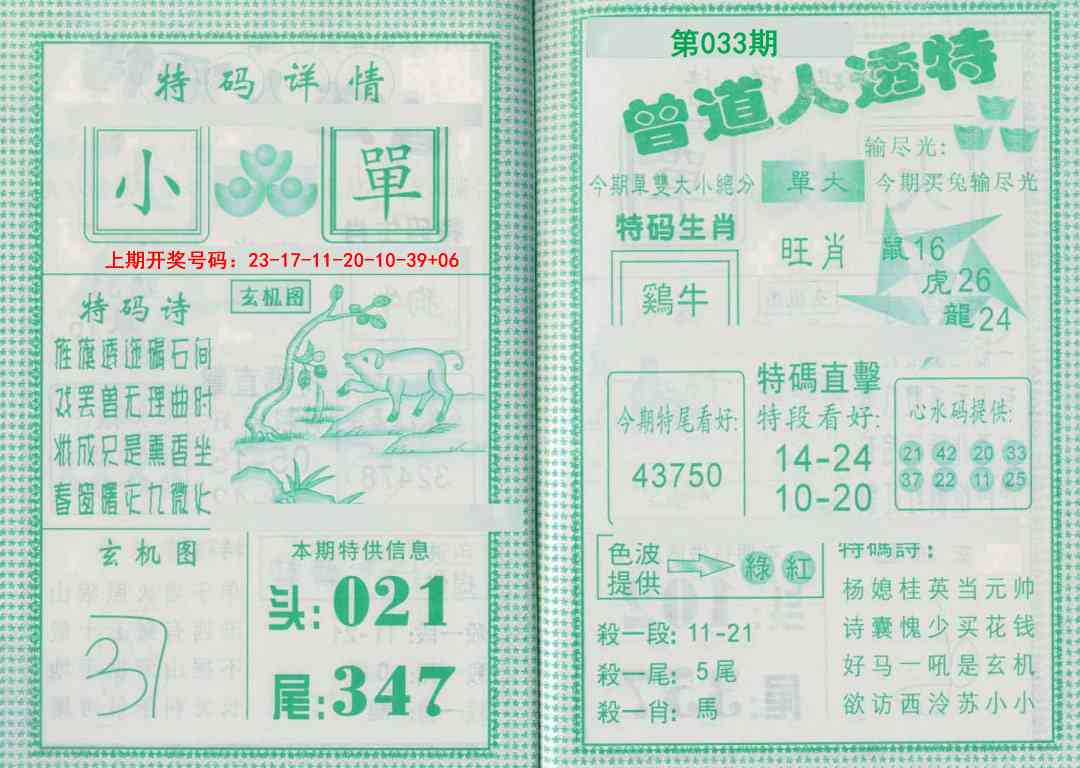 特码详情
小 單
上期开奖号码：23-17-11-20-10-39+06
特码诗
玄机图
玄机图
37
本期特供信息
头:021
尾:347
第033期
曾道人透特
输尽光:
今期單雙大小總分 單大 今期买兔输尽光
特码生肖
鷄牛
旺肖
鼠16
虎26
龍24
今期特尾看好:
43750
特碼直擊
特段看好:
14-24
10-20
心水码提供:
21 42 20 33
37 22 11 25
色波
提供
綠 紅
殺一段: 11-21
殺一尾: 5尾
殺一肖: 馬
特碼詩：
杨媳桂英当元帅
诗囊愧少买花钱
好马一吼是玄机
欲访西泠苏小小